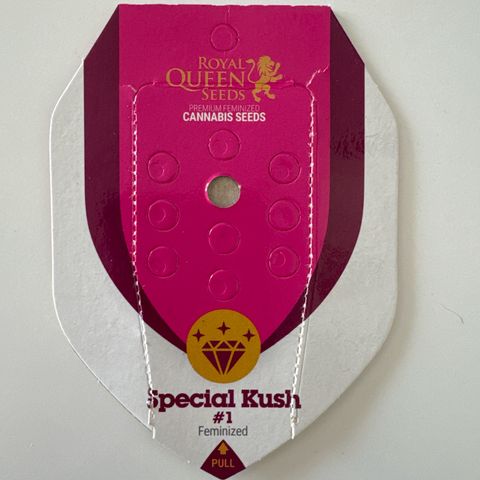 ROYAL
QUEEN
SEEDS
PREMIUM FEMINIZED
CANNABIS SEEDS
Special Kush
#1
Feminized
PULL